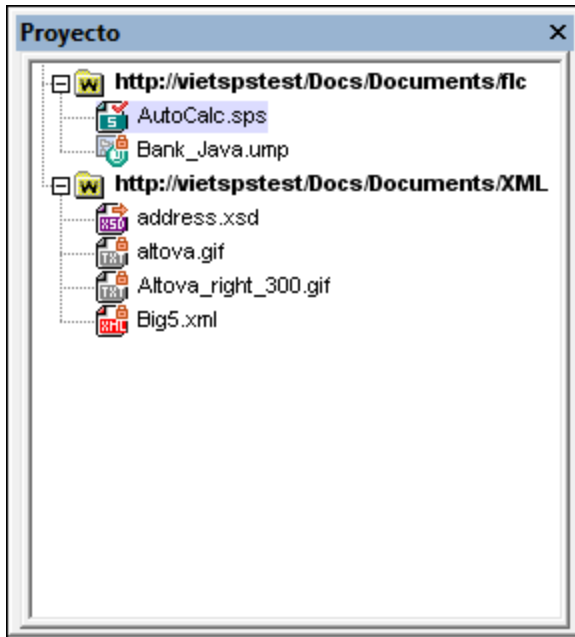 Proyecto
http://vietspstest/Docs/Documents/flc
AutoCalc.sps
Bank_Java.ump
http://vietspstest/Docs/Documents/XML
address.xsd
altova.gif
Altova_right_300.gif
Big5.xml